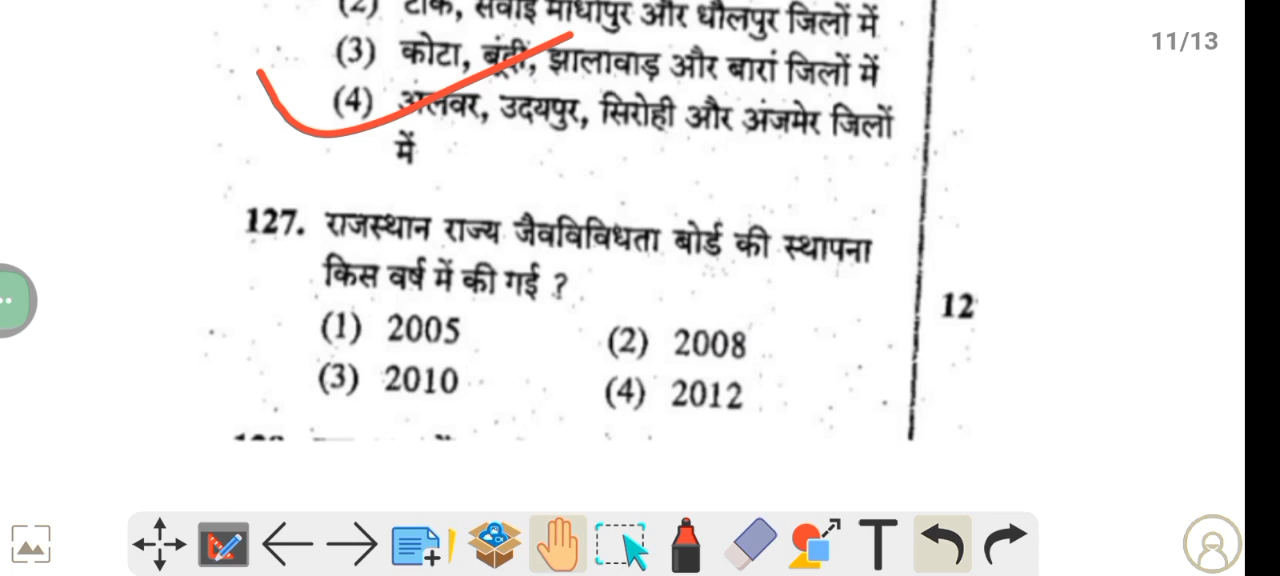 (2) टोंक, सवाई माधोपुर और धौलपुर जिलों में
(3) कोटा, बूंदी, झालावाड़ और बारां जिलों में
(4) अलवर, उदयपुर, सिरोही और अजमेर जिलों
में
11/13
127. राजस्थान राज्य जैवविविधता बोर्ड की स्थापना
किस वर्ष में की गई ?
(1) 2005 (2) 2008
(3) 2010 (4) 2012
12